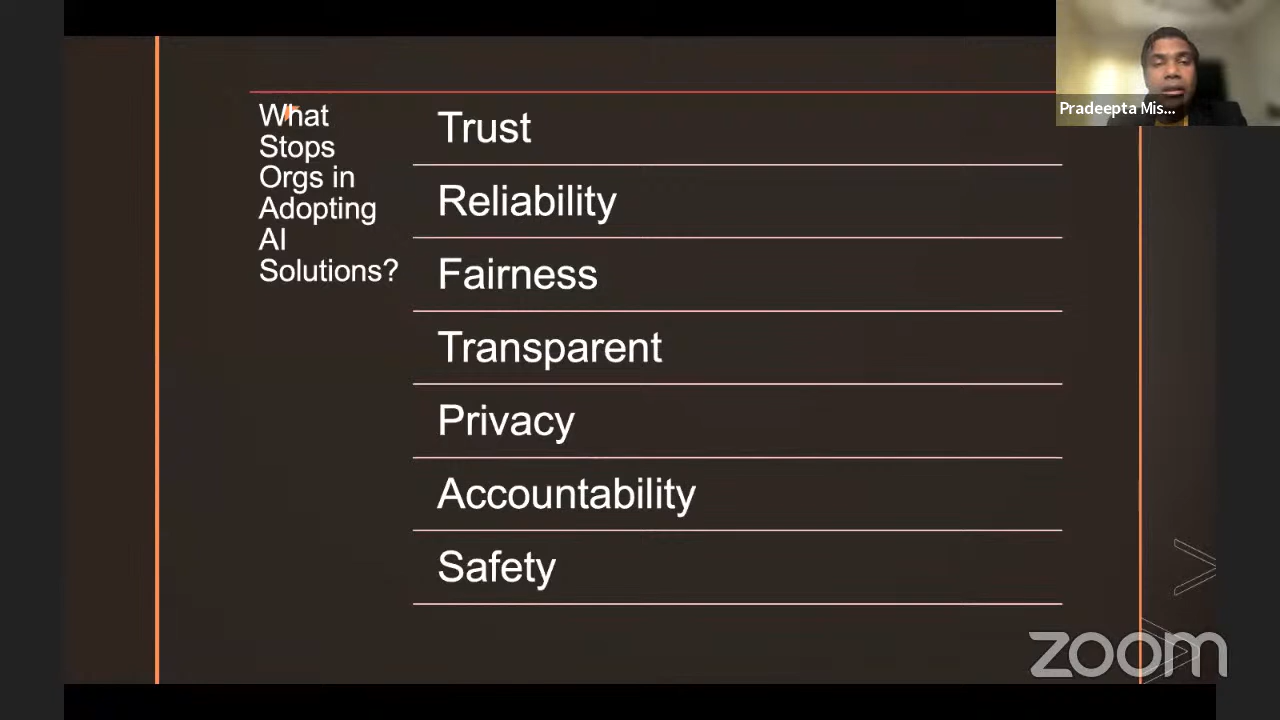 What
Stops
Orgs in
Adopting
AI
Solutions?
Trust
Reliability
Fairness
Transparent
Privacy
Accountability
Safety
Pradeepta Mis...
zoom